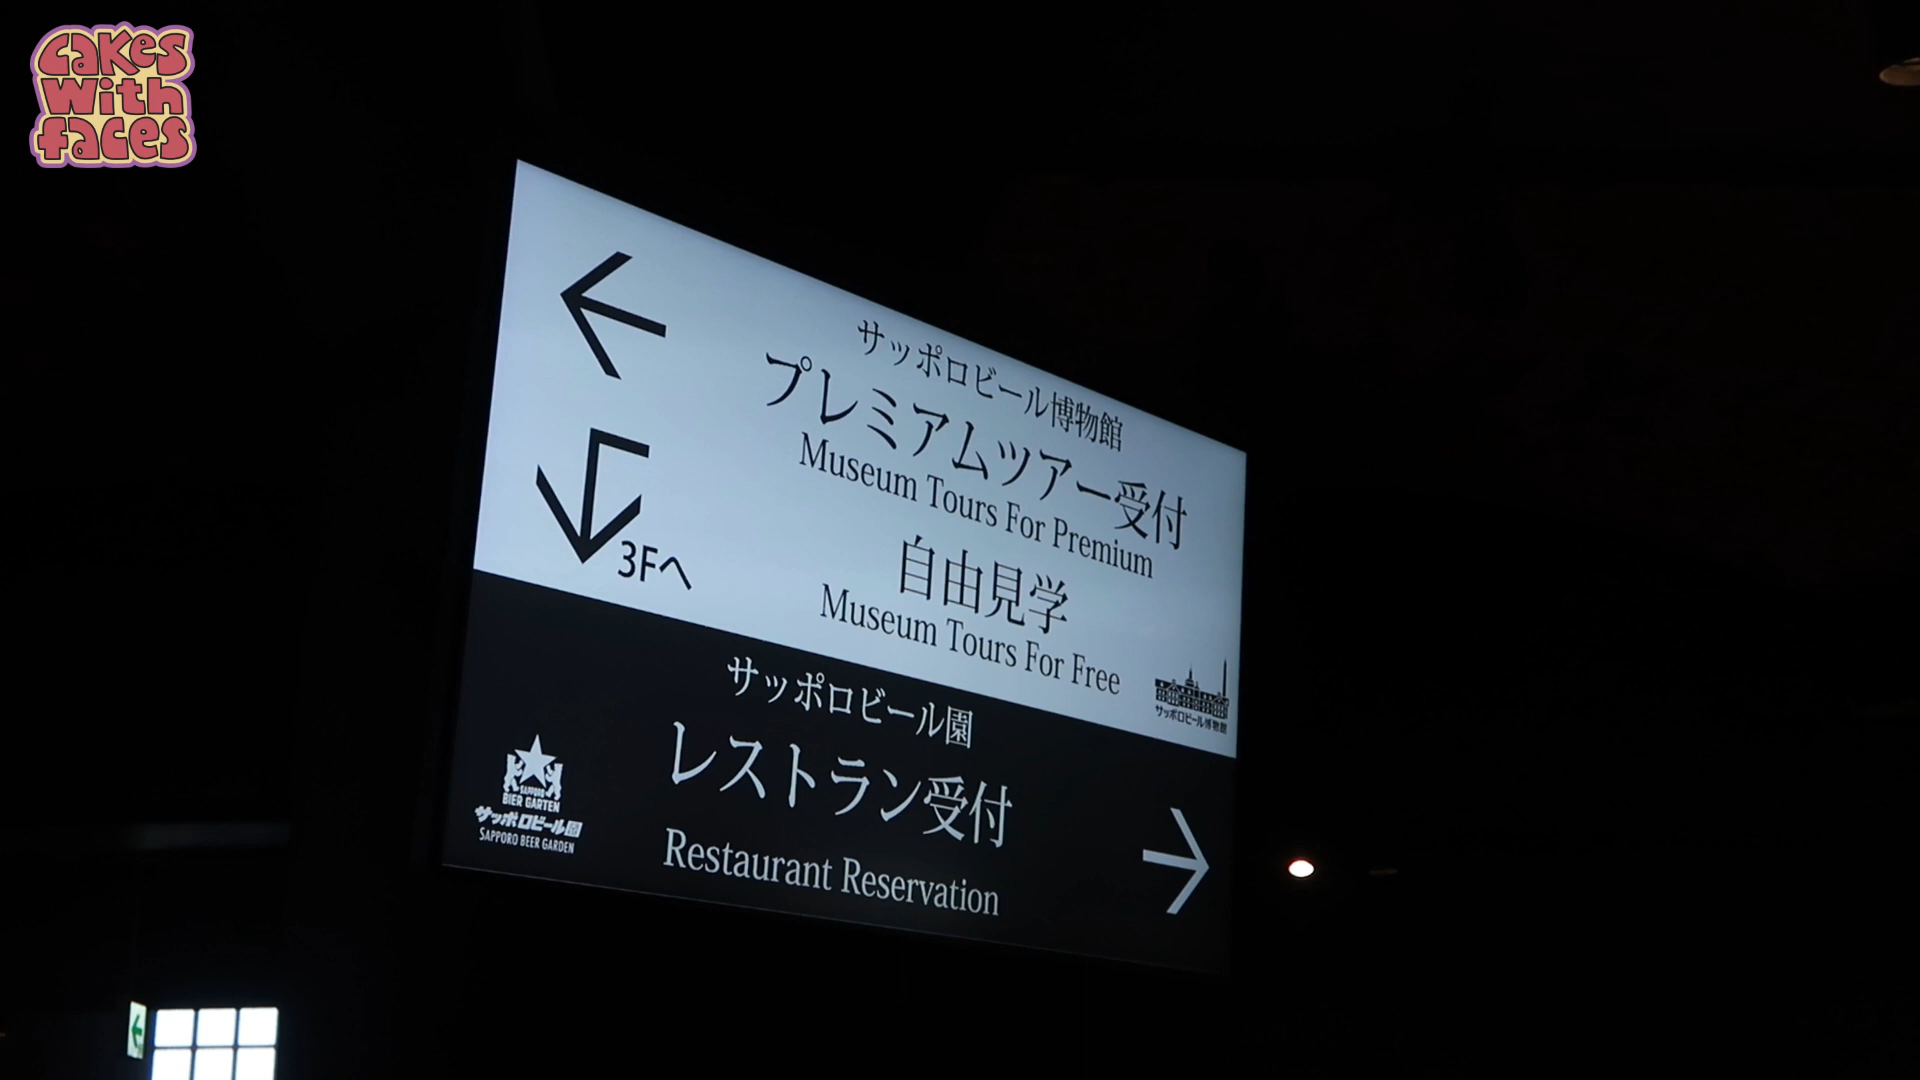 Cakes
With
faces
サッポロビール博物館
プレミアムツアー受付
Museum Tours For Premium
自由見学
Museum Tours For Free
3Fへ
サッポロビール博物館
サッポロビール園
レストラン受付
Restaurant Reservation
SAPPORO
BIER GARTEN
サッポロビール園
SAPPORO BEER GARDEN